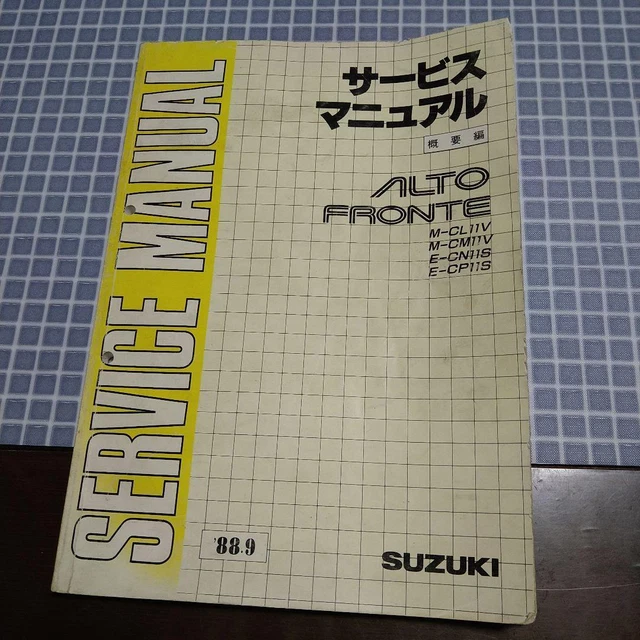 SERVICE MANUAL
サービス
マニュアル
概要編
ALTO
FRONTE
M-CL11V
M-CM11V
E-CN11S
E-CP11S
'88.9
SUZUKI